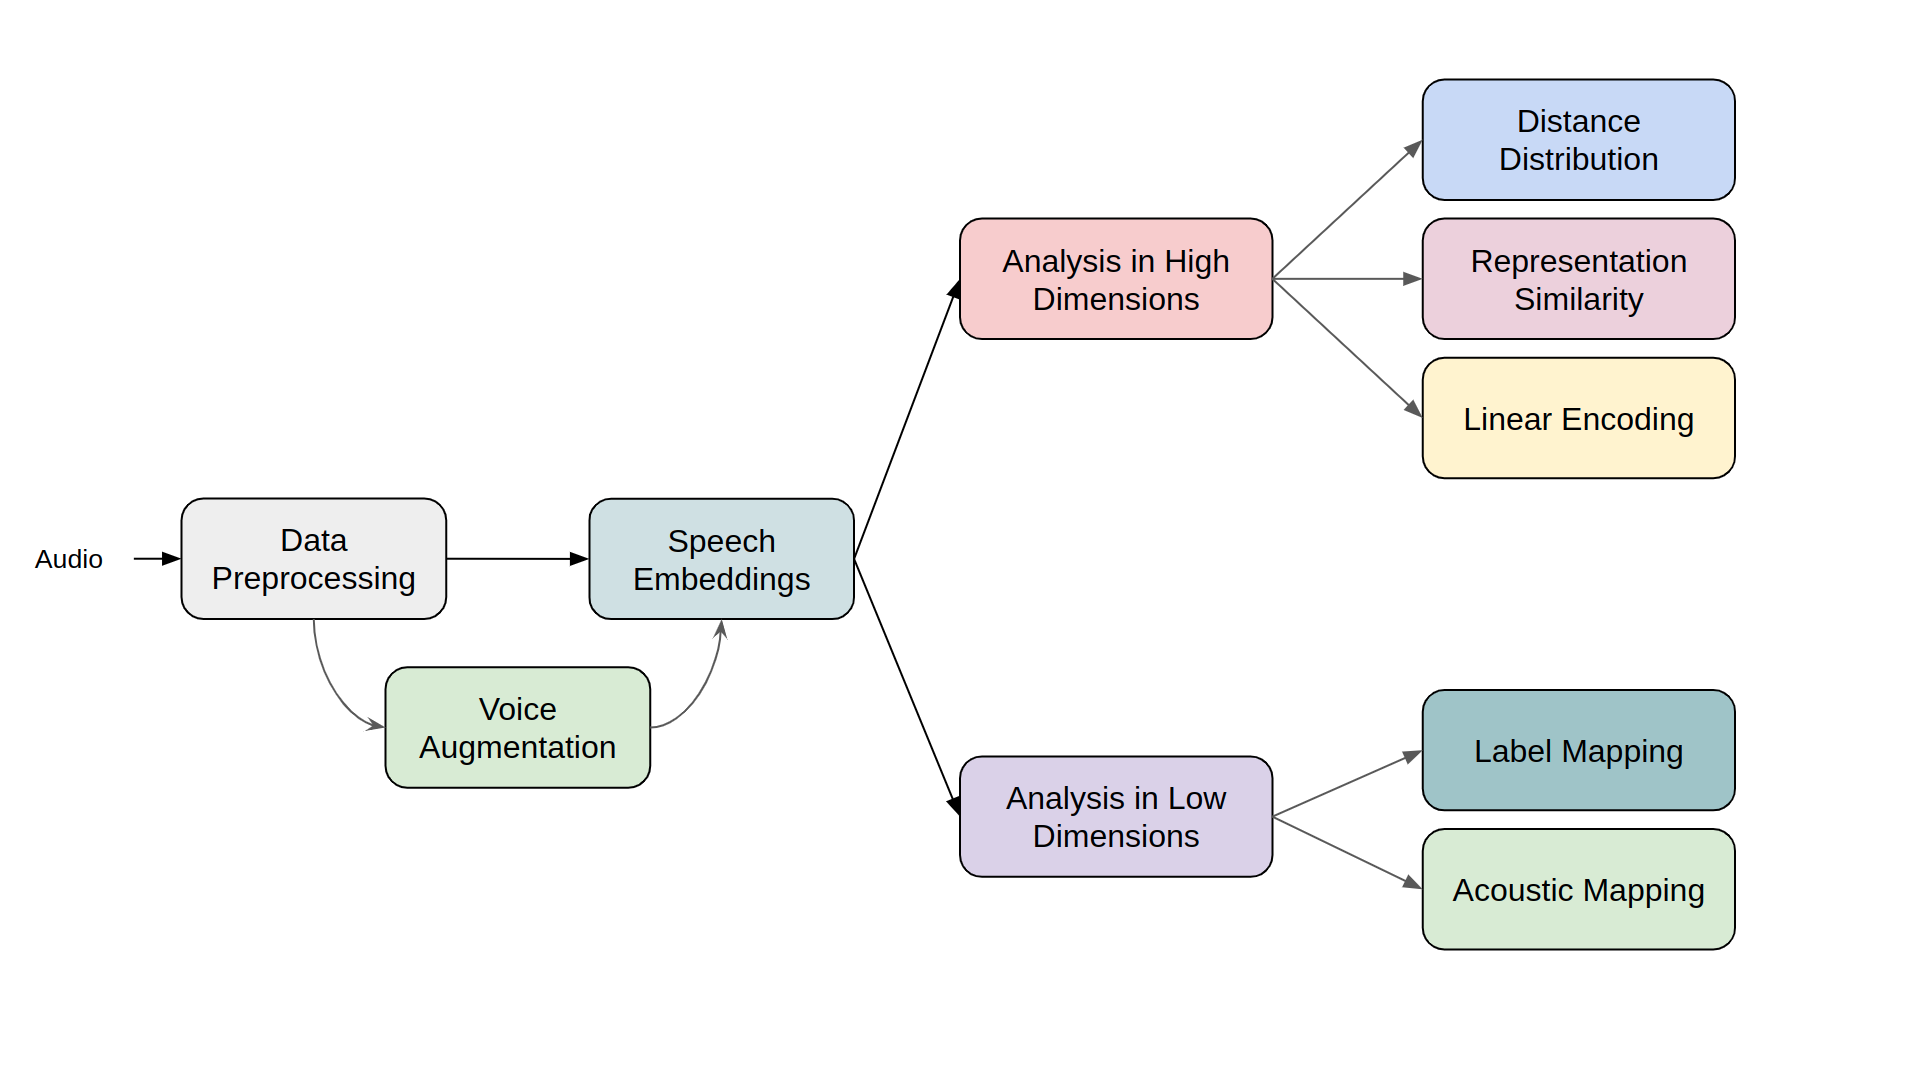 Audio
Data
Preprocessing
Voice
Augmentation
Speech
Embeddings
Analysis in High
Dimensions
Distance
Distribution
Representation
Similarity
Linear Encoding
Analysis in Low
Dimensions
Label Mapping
Acoustic Mapping